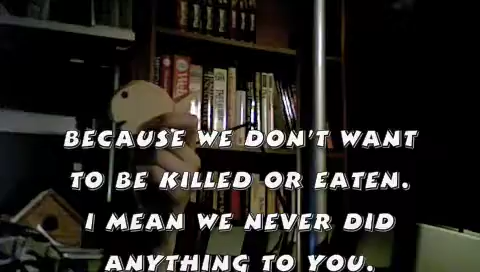 BECAUSE WE DON'T WANT
TO BE KILLED OR EATEN.
I MEAN WE NEVER DID
ANYTHING TO YOU.